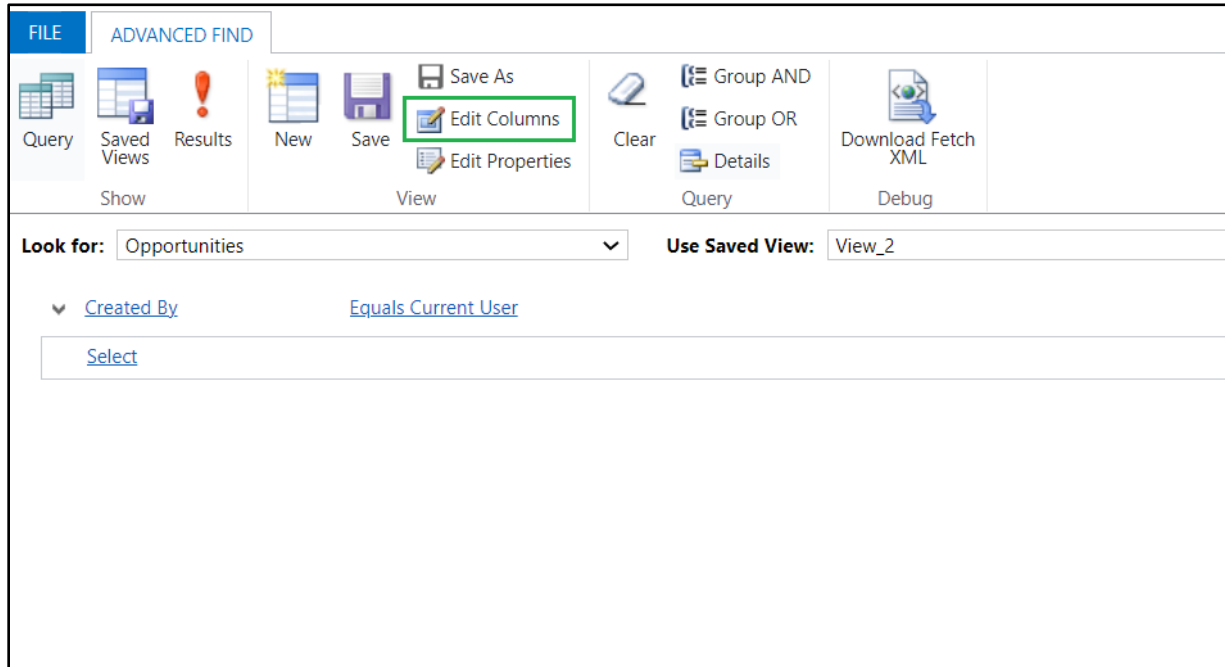 FILE
ADVANCED FIND
Query
Saved
Views
Results
Show
New
Save
Save As
Edit Columns
Edit Properties
View
Clear
Group AND
Group OR
Details
Query
Download Fetch
XML
Debug
Look for: Opportunities
Use Saved View: View_2
Created By Equals Current User
Select